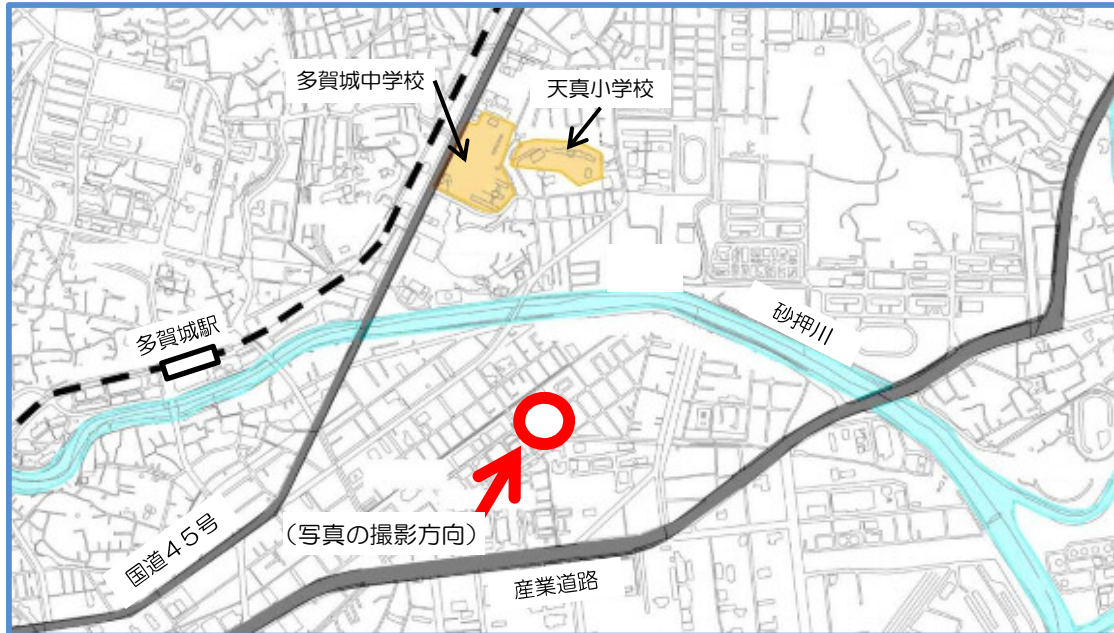 多賀城中学校
天真小学校
多賀城駅
砂押川
国道４５号
（写真の撮影方向）
産業道路